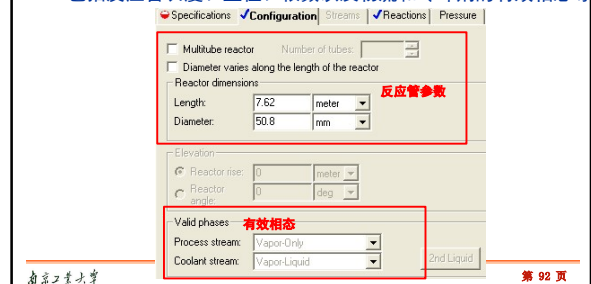 Specifications Configuration Streams Reactions Pressure
Multitube reactor Number of tubes:
Diameter varies along the length of the reactor
Reactor dimensions
反应管参数
Length: 7.62 meter
Diameter: 50.8 mm
Elevation
Reactor rise: 0 meter
Reactor angle: 0 deg
Valid phases 有效相态
Process stream: Vapor-Only
Coolant stream: Vapor-Liquid
2nd Liquid
南京工业大学 第 92 页